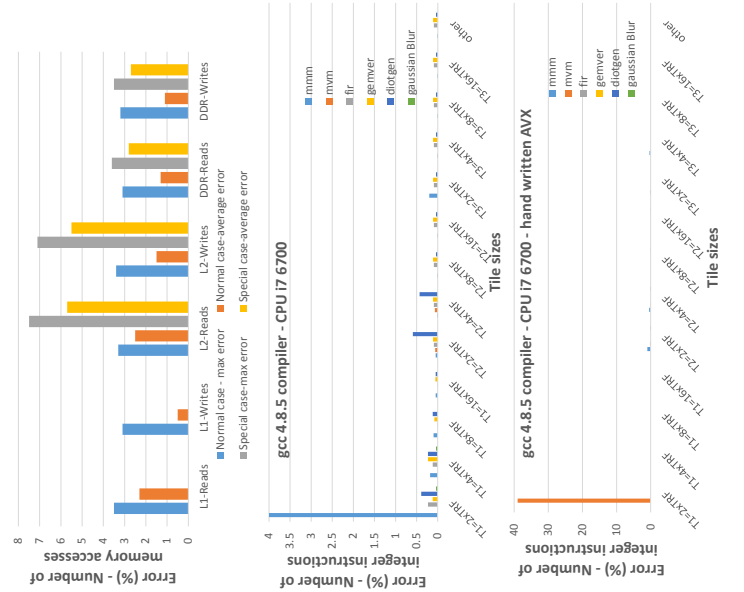 Error (%) - Number of
memory accesses
8
7
6
5
4
3
2
1
0
L1-Reads
L1-Writes
L2-Reads
L2-Writes
DDR-Reads
DDR-Writes
Normal case - max error
Normal case-average error
Special case-max error
Special case-average error
gcc 4.8.5 compiler - CPU i7 6700
Error (%) - Number of
integer instructions
4
3.5
3
2.5
2
1.5
1
0.5
0
mmm
mvm
fir
gemver
diotgen
gaussian Blur
T1=2xTRF
T1=4xTRF
T1=8xTRF
T1=16xTRF
T2=2xTRF
T2=4xTRF
T2=8xTRF
T2=16xTRF
T3=2xTRF
T3=4xTRF
T3=8xTRF
T3=16xTRF
other
Tile sizes
gcc 4.8.5 compiler - CPU i7 6700 - hand written AVX
Error (%) - Number of
integer instructions
40
30
20
10
0
mmm
mvm
fir
gemver
diotgen
gaussian Blur
T1=2xTRF
T1=4xTRF
T1=8xTRF
T1=16xTRF
T2=2xTRF
T2=4xTRF
T2=8xTRF
T2=16xTRF
T3=2xTRF
T3=4xTRF
T3=8xTRF
T3=16xTRF
other
Tile sizes